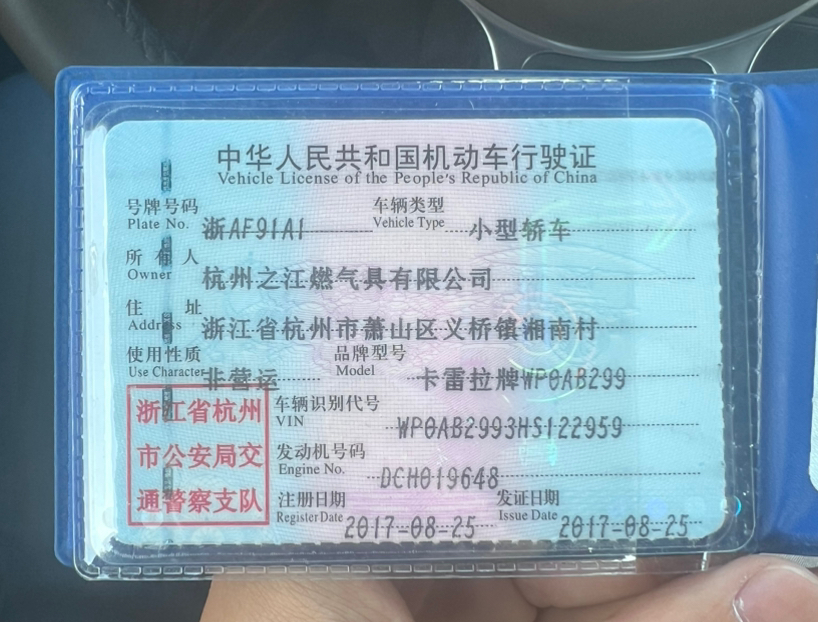 中华人民共和国机动车行驶证
Vehicle License of the People's Republic of China
号牌号码 浙AF91A1 车辆类型 小型轿车
Plate No. Vehicle Type
所有人 杭州之江燃气具有限公司
Owner
住址 浙江省杭州市萧山区义桥镇湘南村
Address
使用性质 非营运 品牌型号 卡雷拉牌WP0AB299
Use Character Model
浙江省杭州
市公安局交
通警察支队
车辆识别代号 WP0AB2993HS122959
VIN
发动机号码 DCH019648
Engine No.
注册日期 2017-08-25 发证日期 2017-08-25
Register Date Issue Date